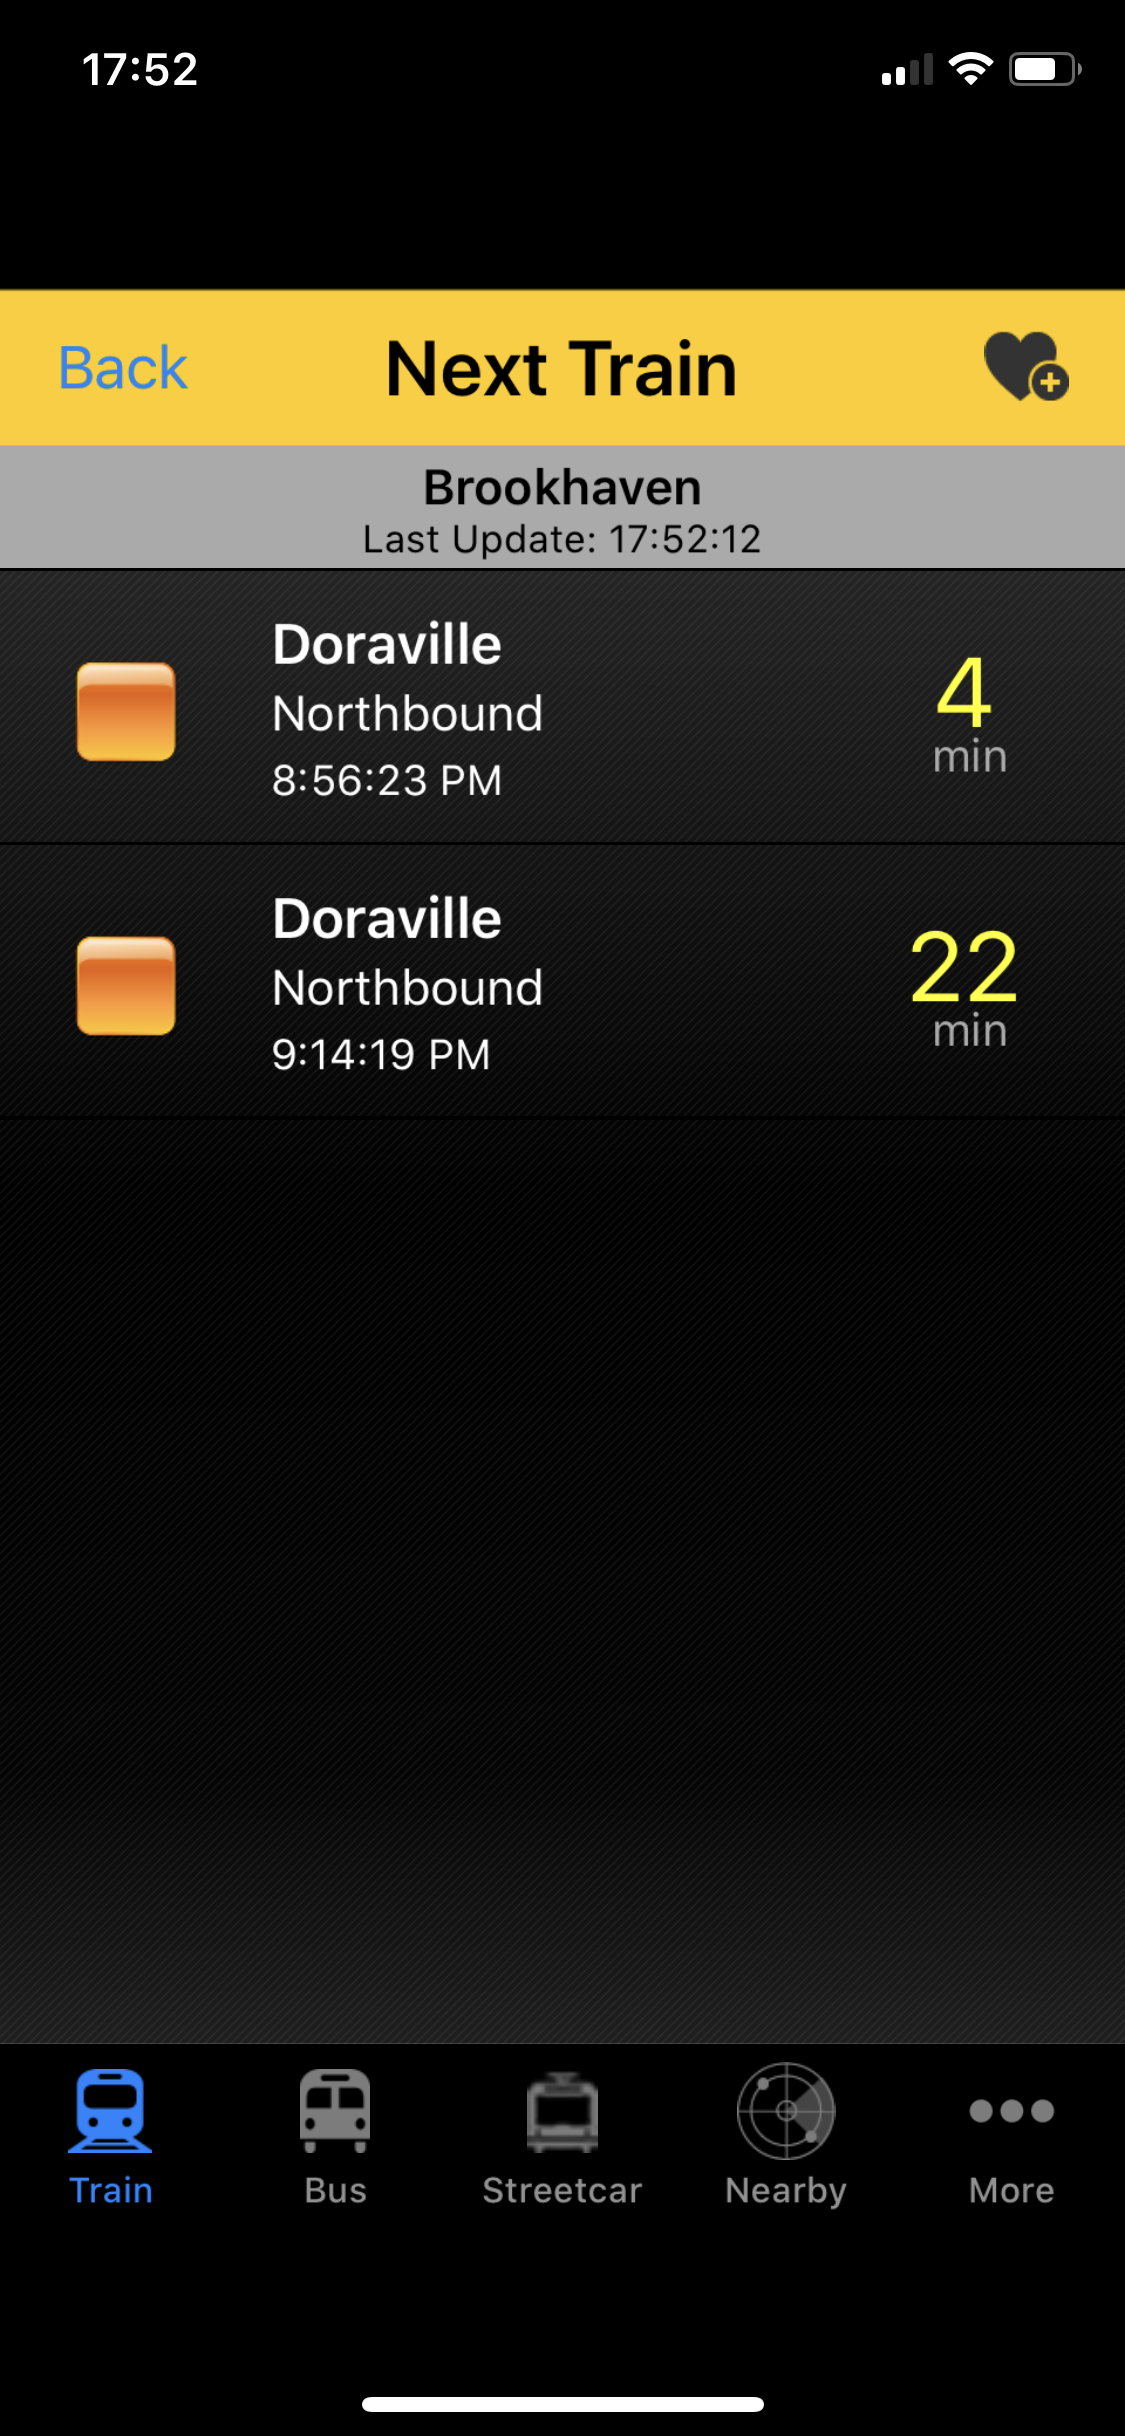 17:52
Back
Next Train
Brookhaven
Last Update: 17:52:12
Doraville
Northbound
8:56:23 PM
4
min
Doraville
Northbound
9:14:19 PM
22
min
Train
Bus
Streetcar
Nearby
More